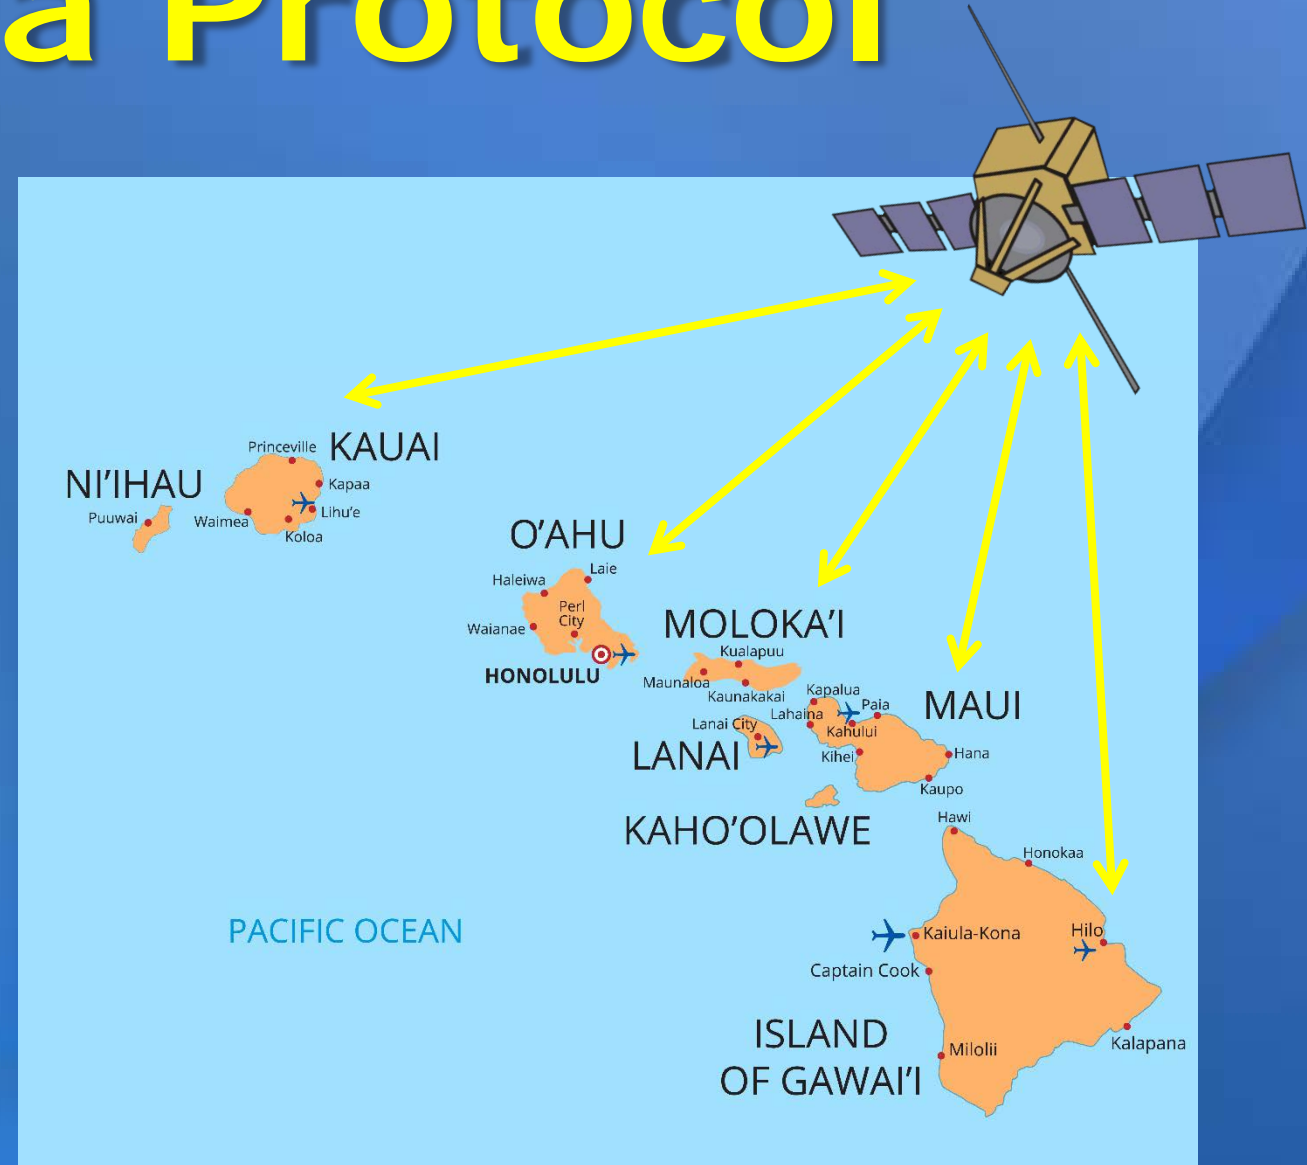 a Protocol
Princeville
KAUAI
NI'IHAU
Kapaa
Puuwai
Waimea
Lihu'e
Koloa
O'AHU
Laie
Haleiwa
Perl
City
Waianae
HONOLULU
MOLOKA'I
Kualapuu
Maunaloa
Kaunakakai
Kapalua
Paia
MAUI
Lahaina
Lanai City
Kahului
LANAI
Kihei
Hana
Kaupo
KAHO'OLAWE
Hawi
Honokaa
PACIFIC OCEAN
Kaiula-Kona
Hilo
Captain Cook
ISLAND
OF GAWAI'I
Milolii
Kalapana